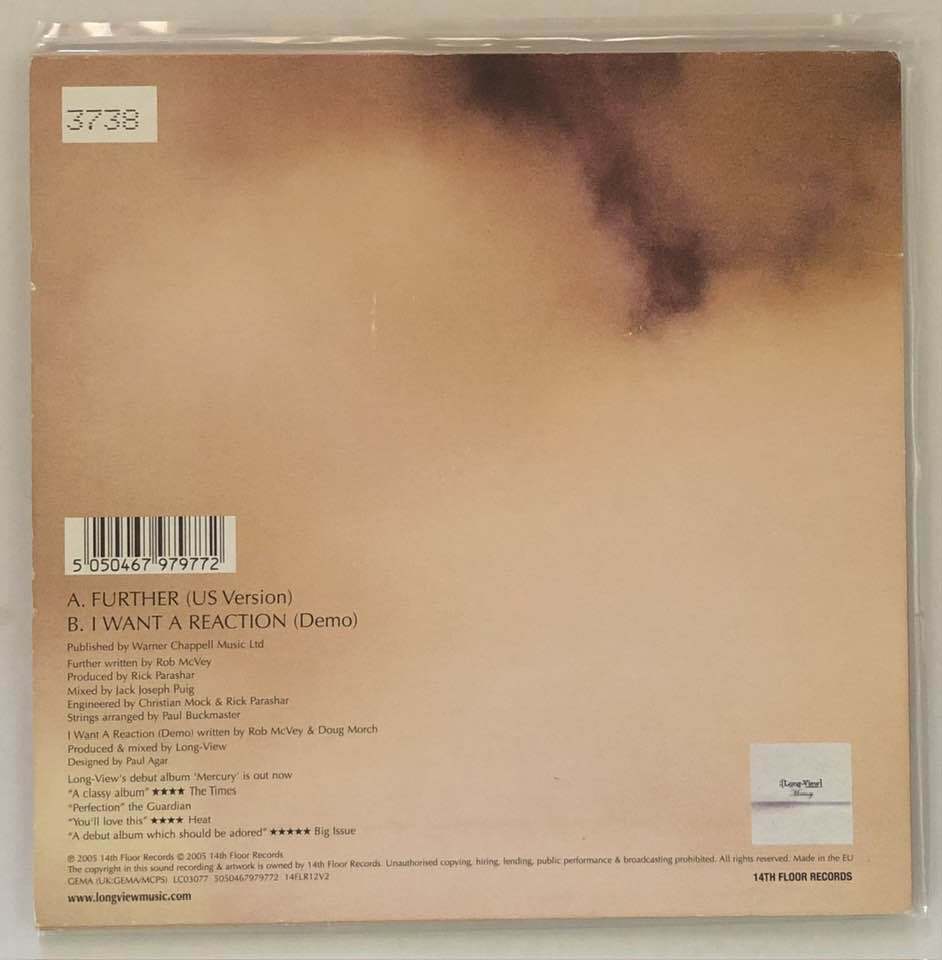 3738
5 050467 979772
A. FURTHER (US Version)
B. I WANT A REACTION (Demo)
Published by Warner Chappell Music Ltd
Further written by Rob McVey
Produced by Rick Parashar
Mixed by Jack Joseph Puig
Engineered by Christian Mock & Rick Parashar
Strings arranged by Paul Buckmaster
I Want A Reaction (Demo) written by Rob McVey & Doug Morch
Produced & mixed by Long-View
Designed by Paul Agar
Long-View's debut album 'Mercury' is out now
"A classy album" ★★★★ The Times
"Perfection" the Guardian
"You'll love this" ★★★★ Heat
"A debut album which should be adored" ★★★★★ Big Issue
:[Long-View]
Mercury
℗ 2005 14th Floor Records © 2005 14th Floor Records
The copyright in this sound recording & artwork is owned by 14th Floor Records. Unauthorised copying, hiring, lending, public performance & broadcasting prohibited. All rights reserved. Made in the EU
GEMA (UK:GEMA/MCPS) LC03077 5050467979772 14FLR12V2
14TH FLOOR RECORDS
www.longviewmusic.com